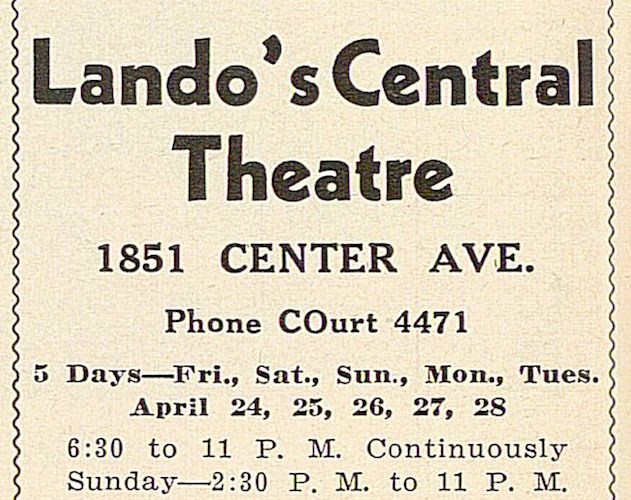 Lando's Central
Theatre
1851 CENTER AVE.
Phone COurt 4471
5 Days—Fri., Sat., Sun., Mon., Tues.
April 24, 25, 26, 27, 28
6:30 to 11 P. M. Continuously
Sunday—2:30 P. M. to 11 P. M.